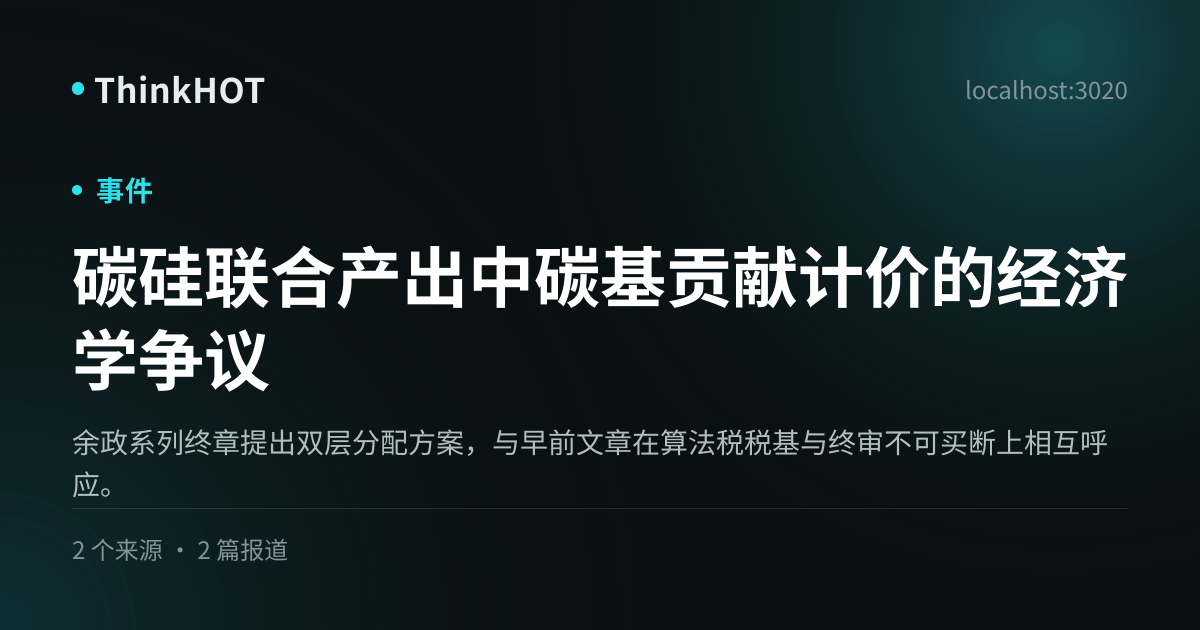 ThinkHOT
localhost:3020
事件
碳硅联合产出中碳基贡献计价的经济
学争议
余政系列终章提出双层分配方案，与早前文章在算法税税基与终审不可买断上相互呼
应。
2 个来源 · 2 篇报道